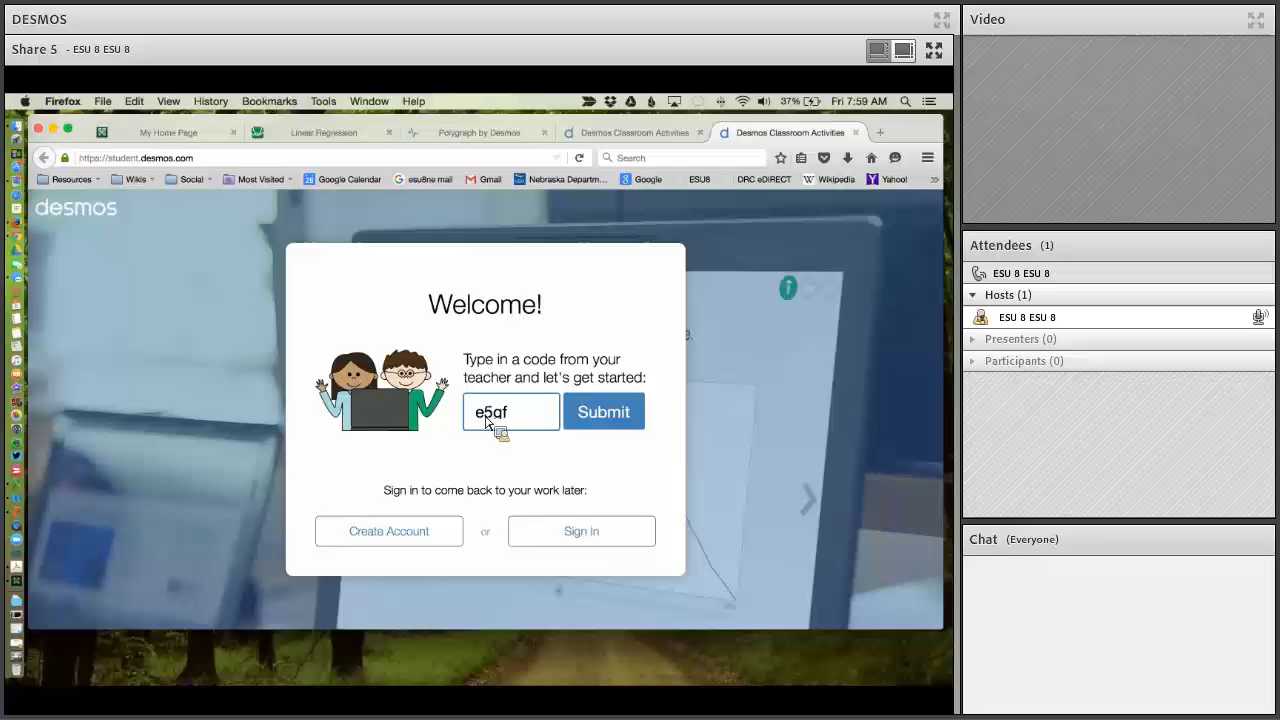 DESMOS
Share 5 - ESU 8 ESU 8
Firefox File Edit View History Bookmarks Tools Window Help 37% Fri 7:59 AM
My Home Page Linear Regression Polygraph by Desmos Desmos Classroom Activities Desmos Classroom Activities
https://student.desmos.com Search
Resources Wikis Social Most Visited 28 Google Calendar esu8ne mail Gmail Nebraska Departm... Google ESU8 DRC eDIRECT Wikipedia Yahoo!
desmos
Welcome!
Type in a code from your
teacher and let's get started:
Submit
Sign in to come back to your work later:
Create Account or Sign In
Video
Attendees (1)
ESU 8 ESU 8
Hosts (1)
ESU 8 ESU 8
Presenters (0)
Participants (0)
Chat (Everyone)